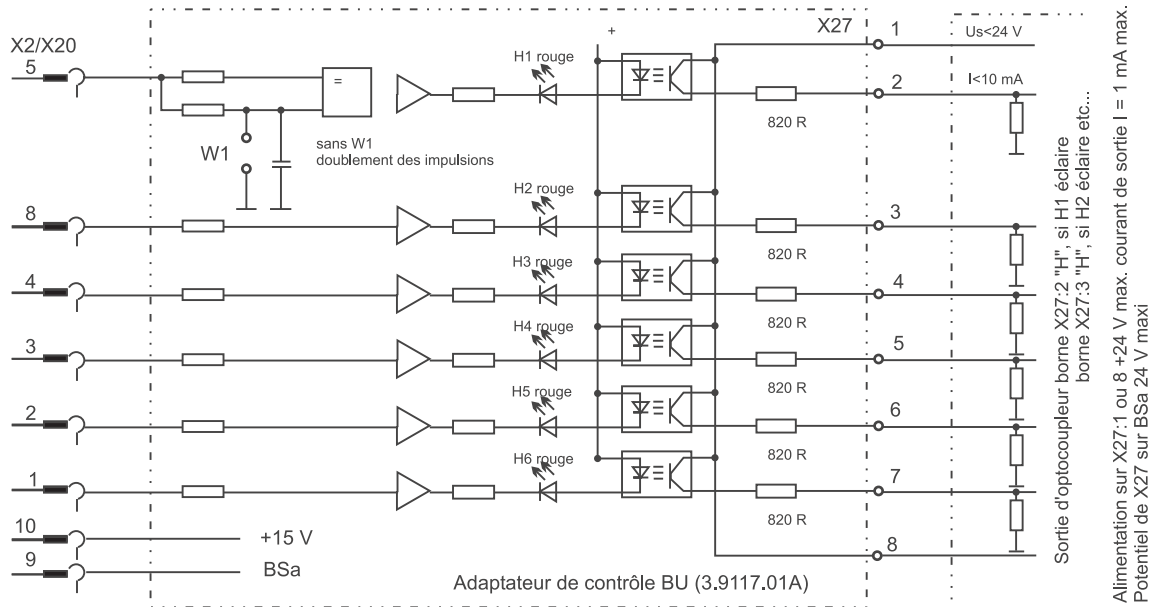 X2/X20
5
W1
=
sans W1
doublement des impulsions
H1 rouge
+
X27
1
2
820 R
Us<24 V
I<10 mA
8
H2 rouge
820 R
3
4
H3 rouge
820 R
4
3
H4 rouge
820 R
5
2
H5 rouge
820 R
6
1
H6 rouge
820 R
7
10
+15 V
9
BSa
8
Adaptateur de contrôle BU (3.9117.01A)
Sortie d'optocoupleur borne X27:2 "H", si H1 éclaire
borne X27:3 "H", si H2 éclaire etc...
Alimentation sur X27:1 ou 8 +24 V max. courant de sortie I = 1 mA max.
Potentiel de X27 sur BSa 24 V maxi